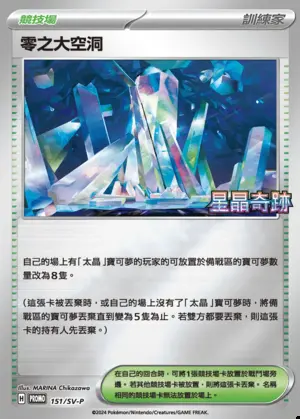 競技場
訓練家
零之大空洞
星晶奇跡
自己的場上有「太晶」寶可夢的玩家的可放置於備戰區的寶可夢數
量改為8隻。
（這張卡被丟棄時，或自己的場上沒有了「太晶」寶可夢時，將備
戰區的寶可夢丟棄直到變為5隻為止。若雙方都要丟棄，則這張
卡的持有人先丟棄。）
在自己的回合時，可將1張競技場卡放置於戰鬥場旁
邊。若其他競技場卡被放置，則將這張卡丟棄。名稱
相同的競技場卡無法放置於場上。
Illus. MARINA Chikazawa
H PROMO 151/SV-P
©2024 Pokémon/Nintendo/Creatures/GAME FREAK.